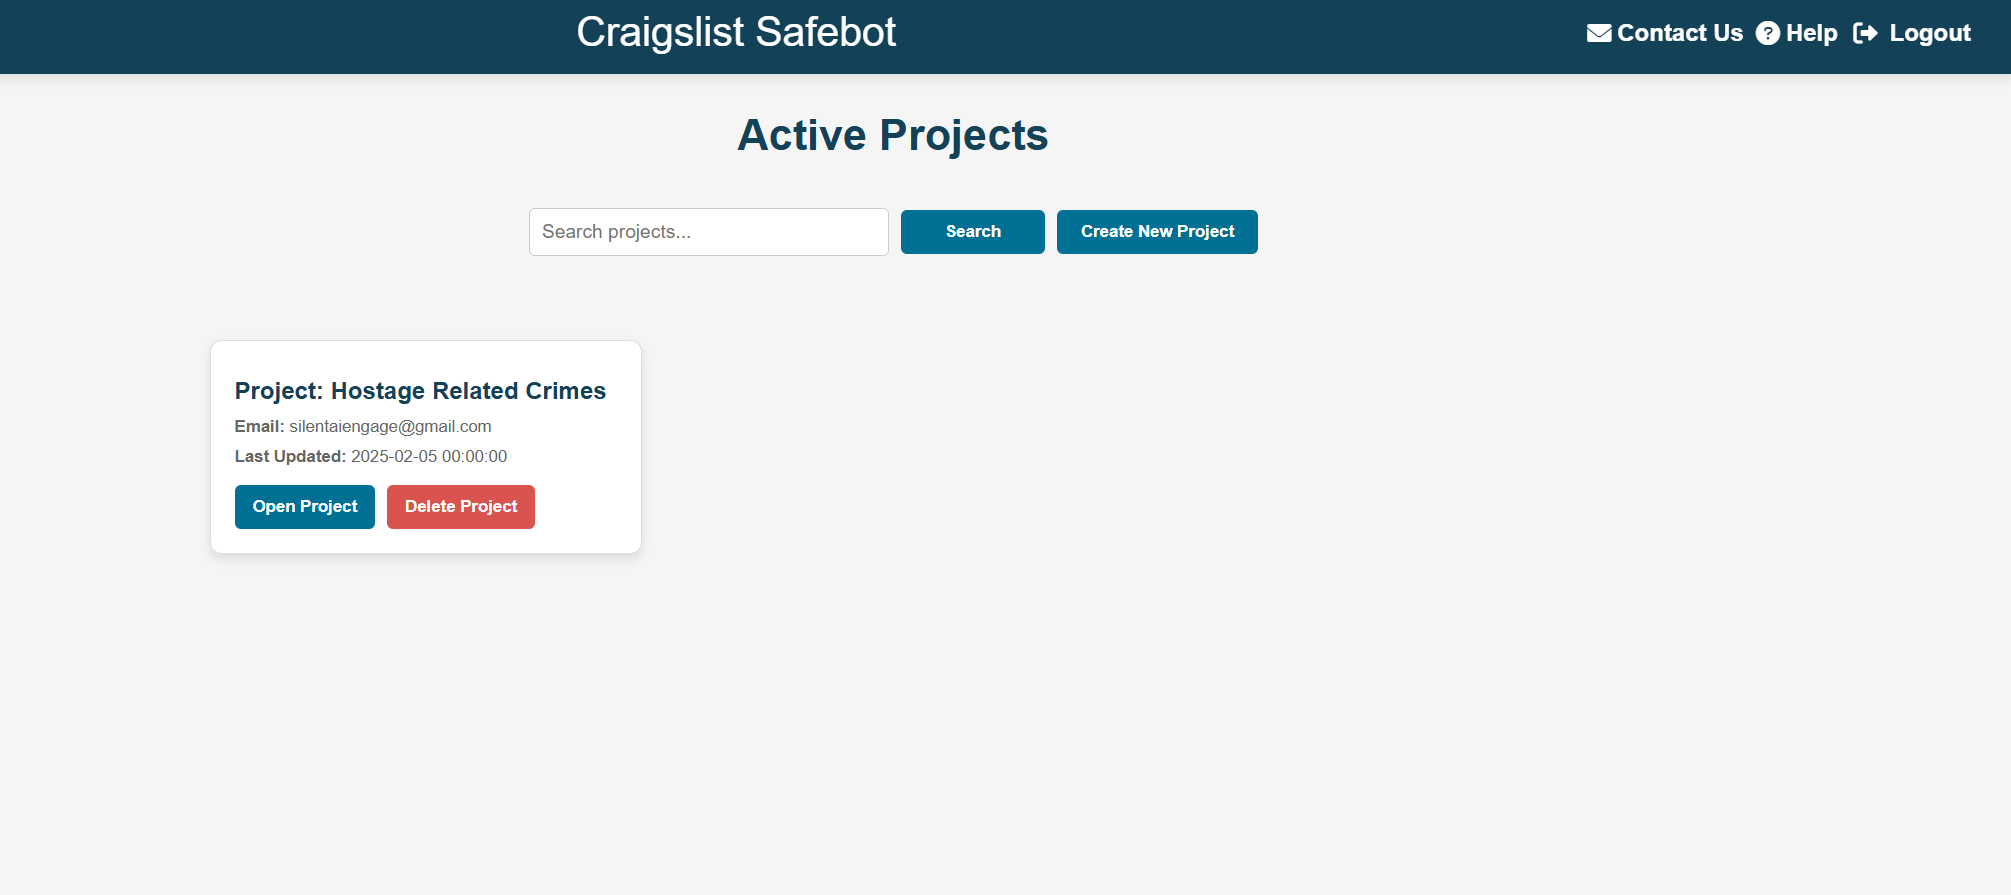 Craigslist Safebot
Contact Us Help Logout
Active Projects
Search projects...
Search
Create New Project
Project: Hostage Related Crimes
Email: silentaiengage@gmail.com
Last Updated: 2025-02-05 00:00:00
Open Project
Delete Project